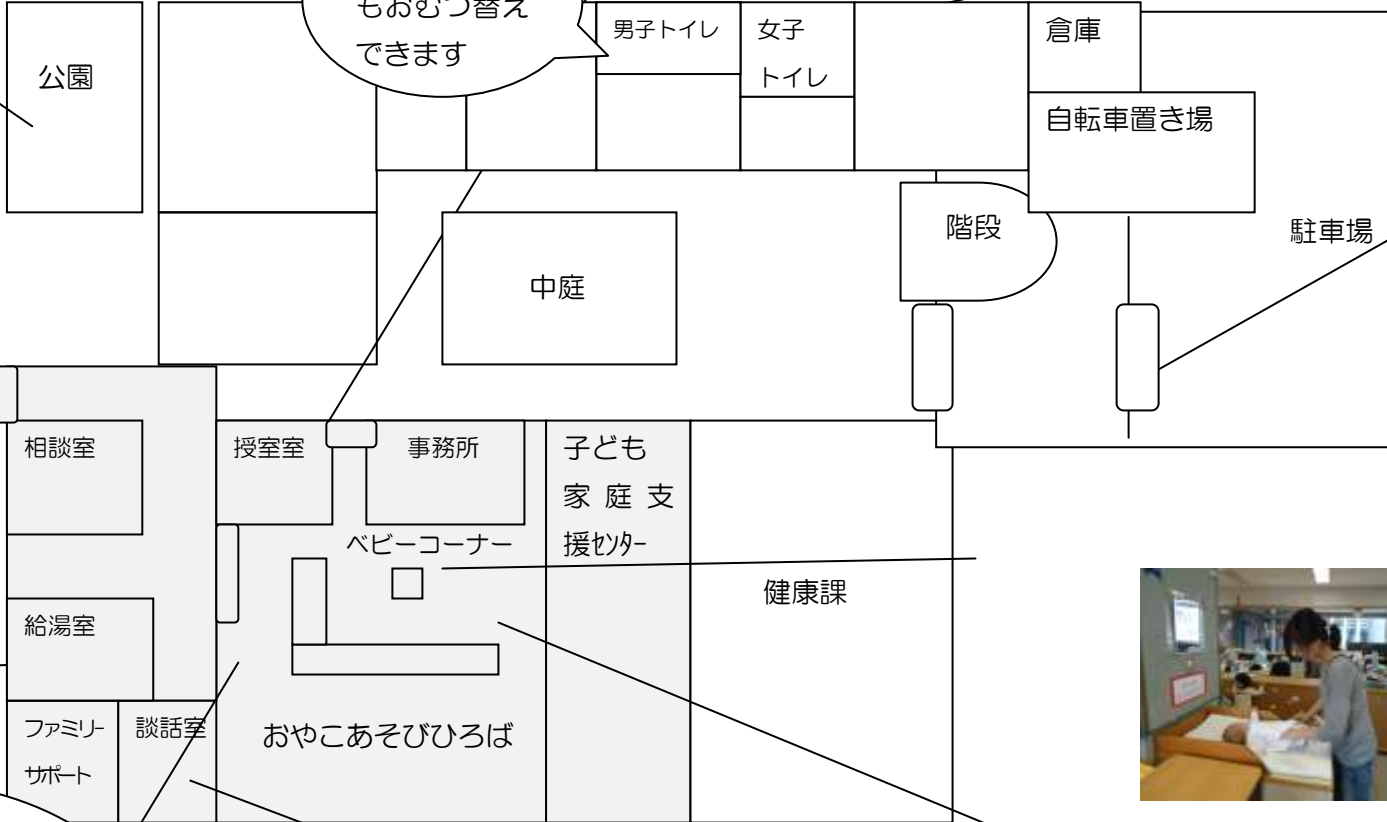 もおむつ替え
できます
男子トイレ
女子
トイレ
倉庫
公園
自転車置き場
階段
駐車場
中庭
相談室
授室室
事務所
子ども
家庭支
援センター
ベビーコーナー
健康課
給湯室
ファミリー
サポート
談話室
おやこあそびひろば